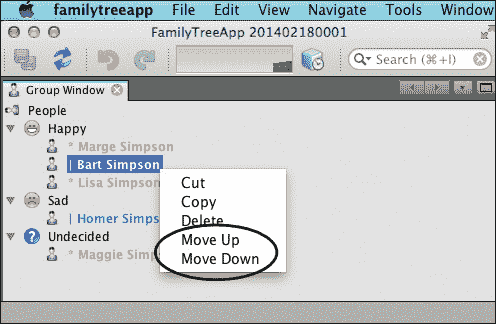 familytreeapp File Edit View Navigate Tools Window
FamilyTreeApp 201402180001
Search (⌘+I)
Group Window
People
Happy
* Marge Simpson
| Bart Simpson
* Lisa Simpson
Cut
Copy
Delete
Move Up
Move Down
Sad
| Homer Simps
Undecided
* Maggie Simp